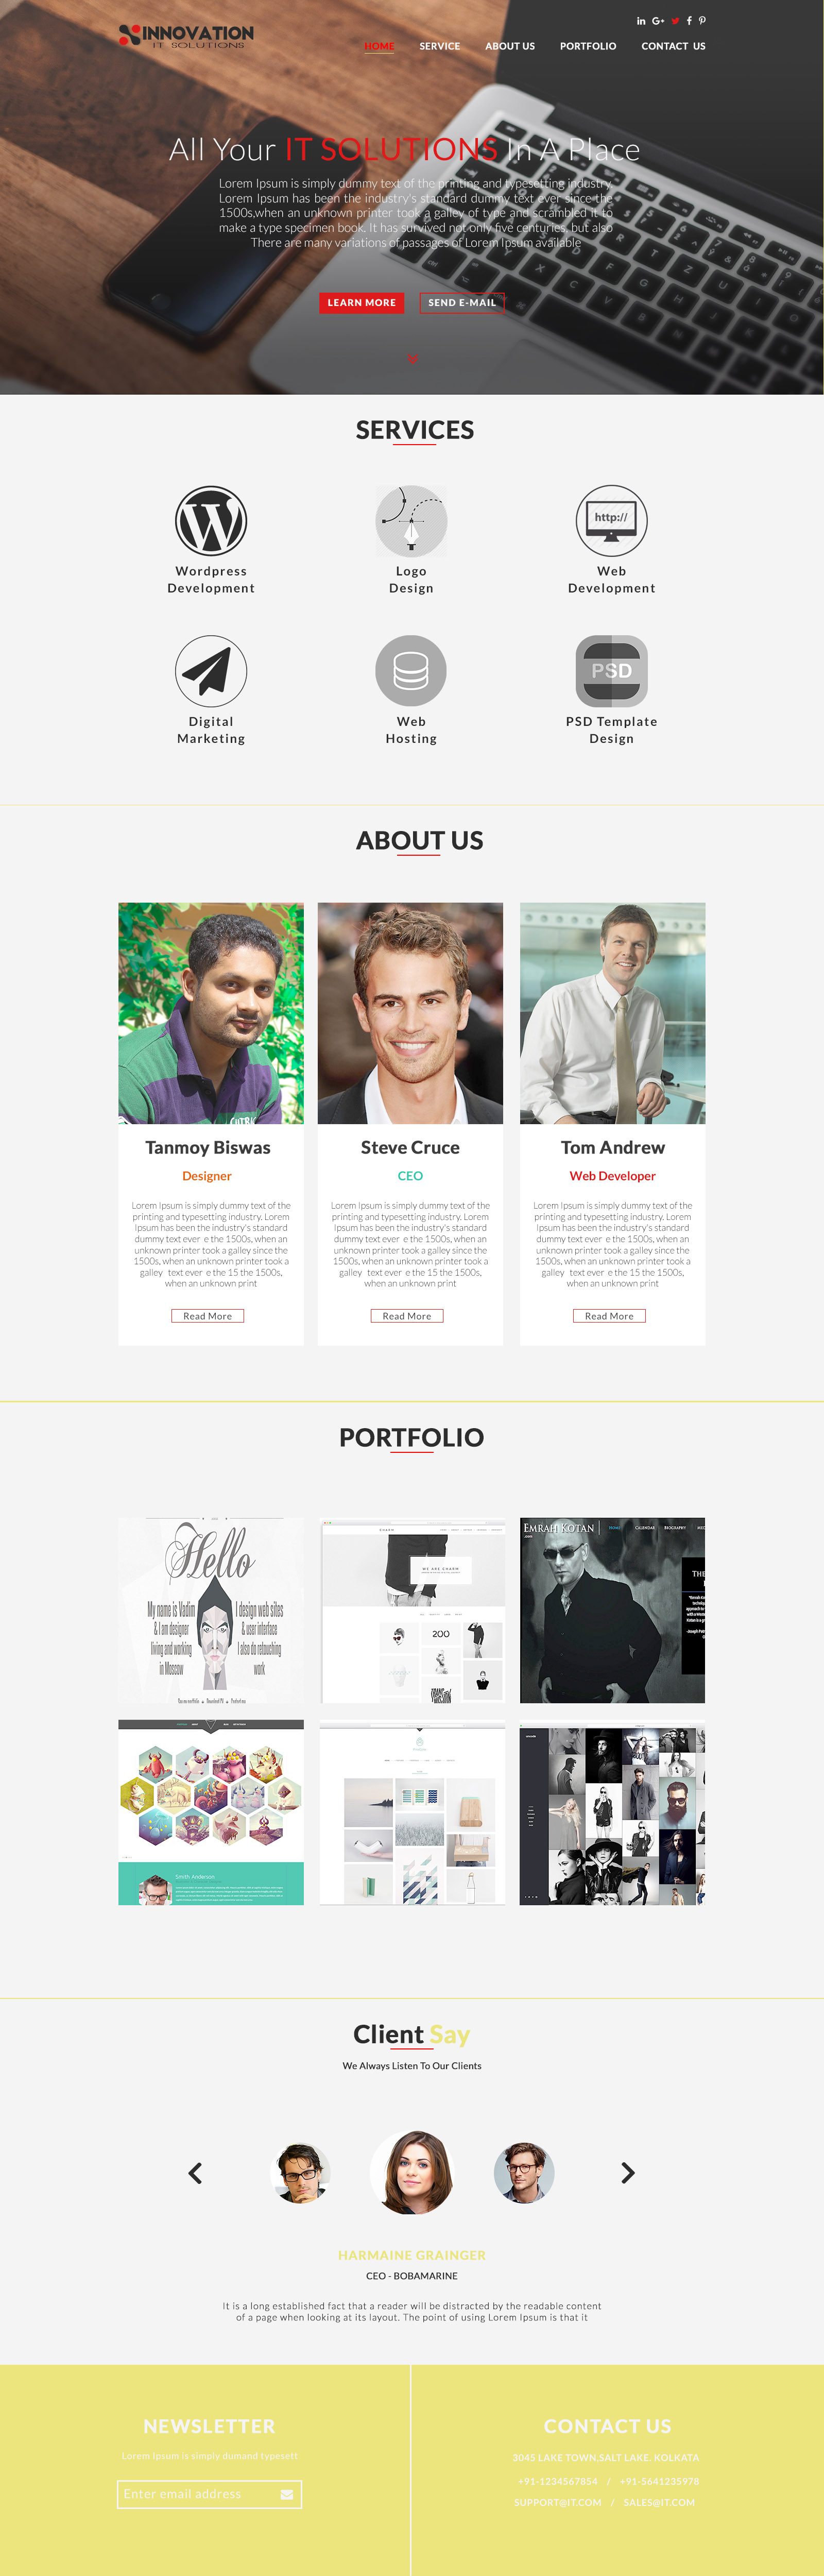 INNOVATION
IT SOLUTIONS
HOME SERVICE ABOUT US PORTFOLIO CONTACT US
All Your IT SOLUTIONS In A Place
Lorem Ipsum is simply dummy text of the printing and typesetting industry.
Lorem Ipsum has been the industry's standard dummy text ever since the
1500s,when an unknown printer took a galley of type and scrambled it to
make a type specimen book. It has survived not only five centuries, but also
There are many variations of passages of Lorem Ipsum available
LEARN MORE SEND E-MAIL
SERVICES
Wordpress
Development
Logo
Design
http://
Web
Development
Digital
Marketing
Web
Hosting
PSD
PSD Template
Design
ABOUT US
Tanmoy Biswas
Designer
Lorem Ipsum is simply dummy text of the
printing and typesetting industry. Lorem
Ipsum has been the industry's standard
dummy text ever e the 1500s, when an
unknown printer took a galley since the
1500s, when an unknown printer took a
galley text ever e the 15 the 1500s,
when an unknown print
Read More
Steve Cruce
CEO
Lorem Ipsum is simply dummy text of the
printing and typesetting industry. Lorem
Ipsum has been the industry's standard
dummy text ever e the 1500s, when an
unknown printer took a galley since the
1500s, when an unknown printer took a
galley text ever e the 15 the 1500s,
when an unknown print
Read More
Tom Andrew
Web Developer
Lorem Ipsum is simply dummy text of the
printing and typesetting industry. Lorem
Ipsum has been the industry's standard
dummy text ever e the 1500s, when an
unknown printer took a galley since the
1500s, when an unknown printer took a
galley text ever e the 15 the 1500s,
when an unknown print
Read More
PORTFOLIO
Hello
My name is Vadim
& I am designer
living and working
in Moscow
I design web sites
& user interface
I also do retouching
work
WE ARE CHARM
200
EMRAH KOTAN
HOME CALENDAR BIOGRAPHY
THE
Smith Anderson
Client Say
We Always Listen To Our Clients
HARMAINE GRAINGER
CEO - BOBAMARINE
It is a long established fact that a reader will be distracted by the readable content
of a page when looking at its layout. The point of using Lorem Ipsum is that it
NEWSLETTER
Lorem Ipsum is simply dumand typesett
Enter email address
CONTACT US
3045 LAKE TOWN,SALT LAKE. KOLKATA
+91-1234567854 / +91-5641235978
SUPPORT@IT.COM / SALES@IT.COM